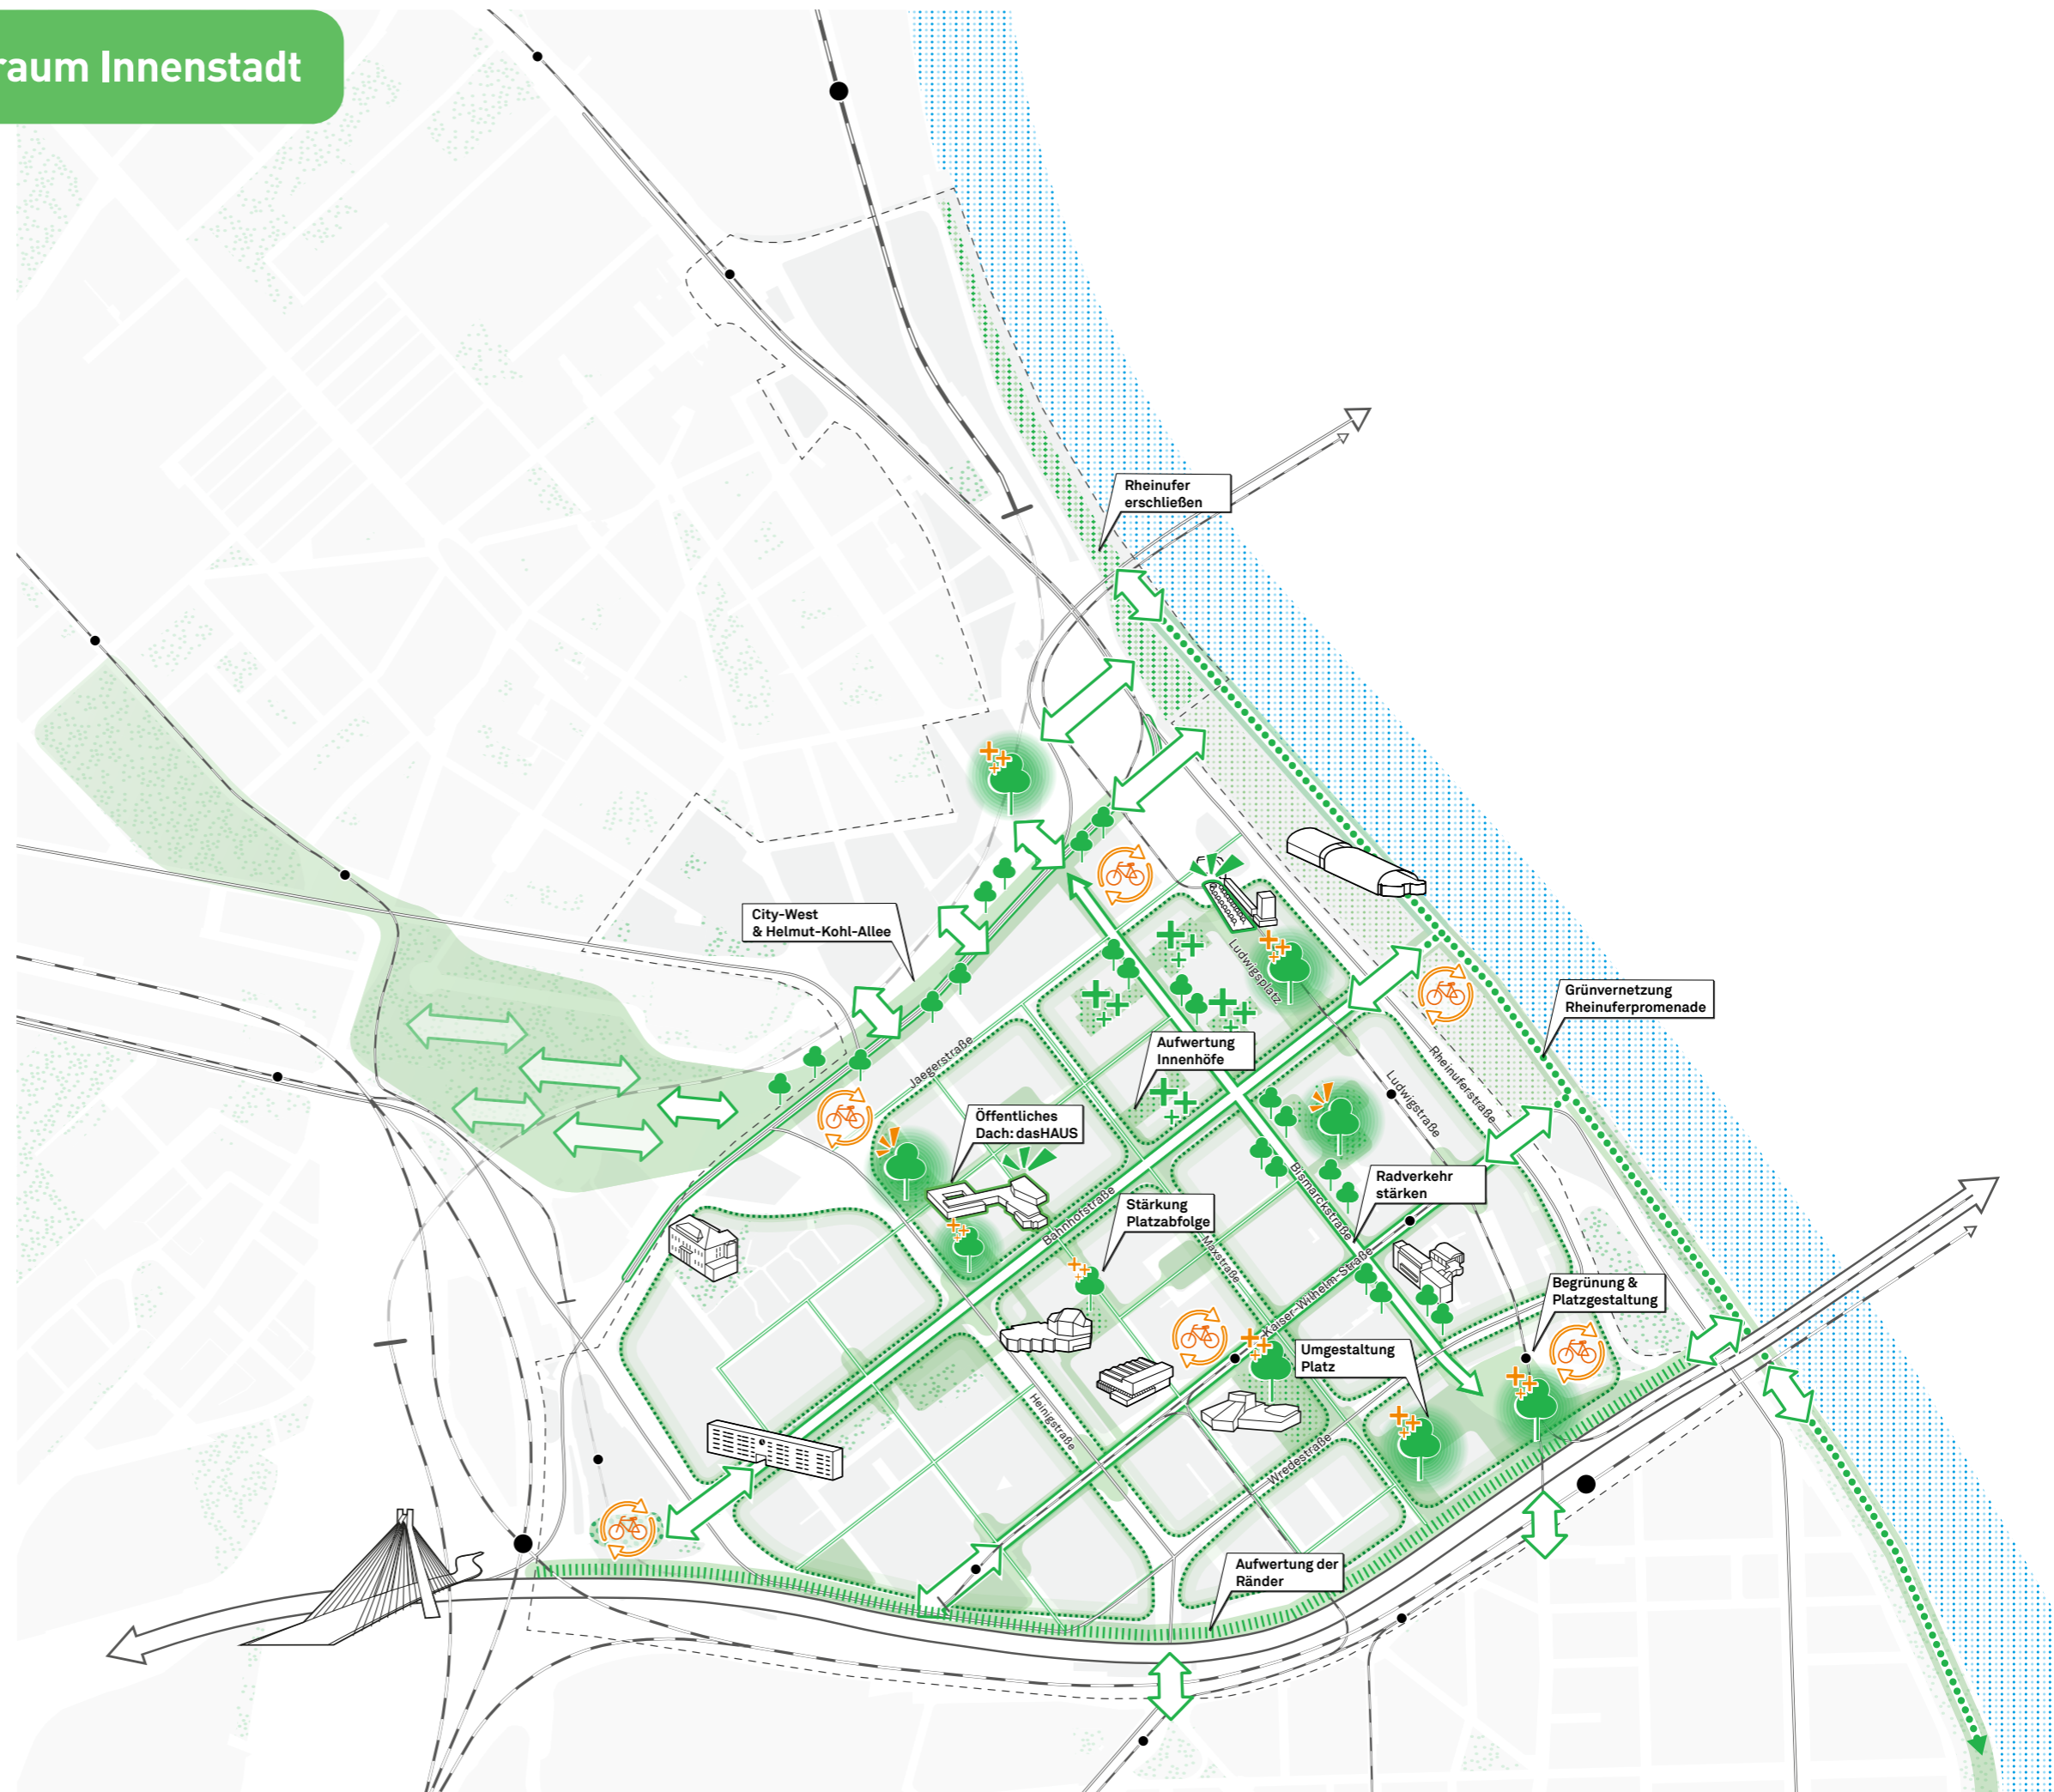 raum Innenstadt
Rheinufer
erschließen
City-West
& Helmut-Kohl-Allee
Ludwigsplatz
Grünvernetzung
Rheinuferpromenade
Aufwertung
Innenhöfe
Jaegerstraße
Rheinuferstraße
Ludwigstraße
Öffentliches
Dach: dasHAUS
Radverkehr
stärken
Bismarckstraße
Stärkung
Platzabfolge
Bahnhofstraße
Maxstraße
Kaiser-Wilhelm-Straße
Begrünung &
Platzgestaltung
Umgestaltung
Platz
Heinigstraße
Wredestraße
Aufwertung der
Ränder